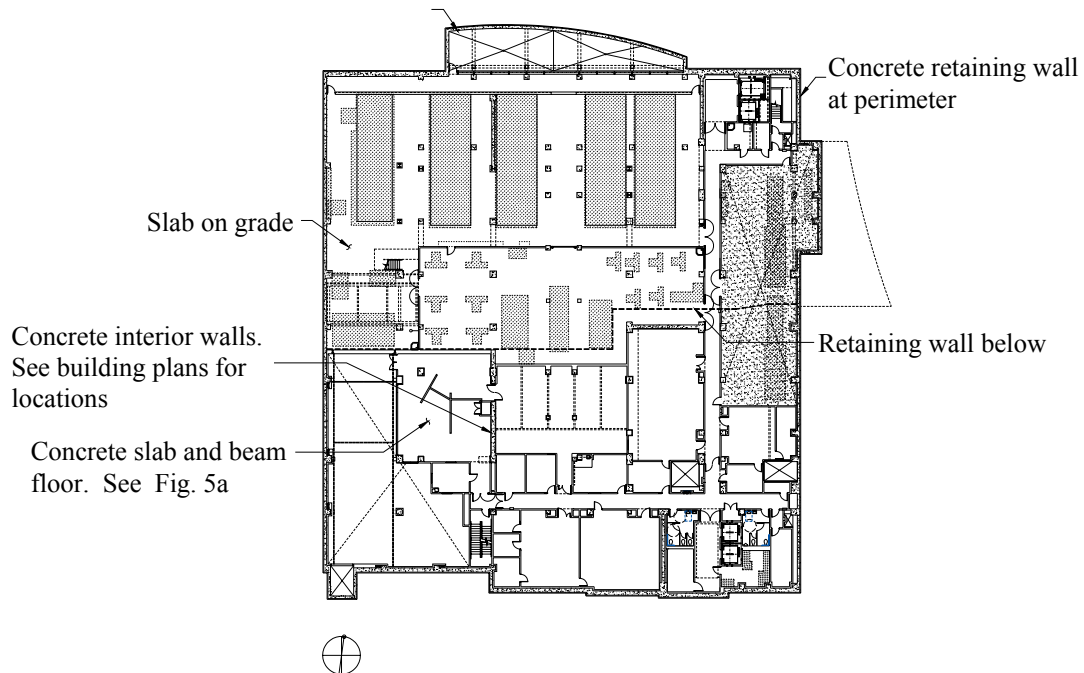 Concrete retaining wall
at perimeter
Slab on grade
Concrete interior walls.
See building plans for
locations
Retaining wall below
Concrete slab and beam
floor. See Fig. 5a